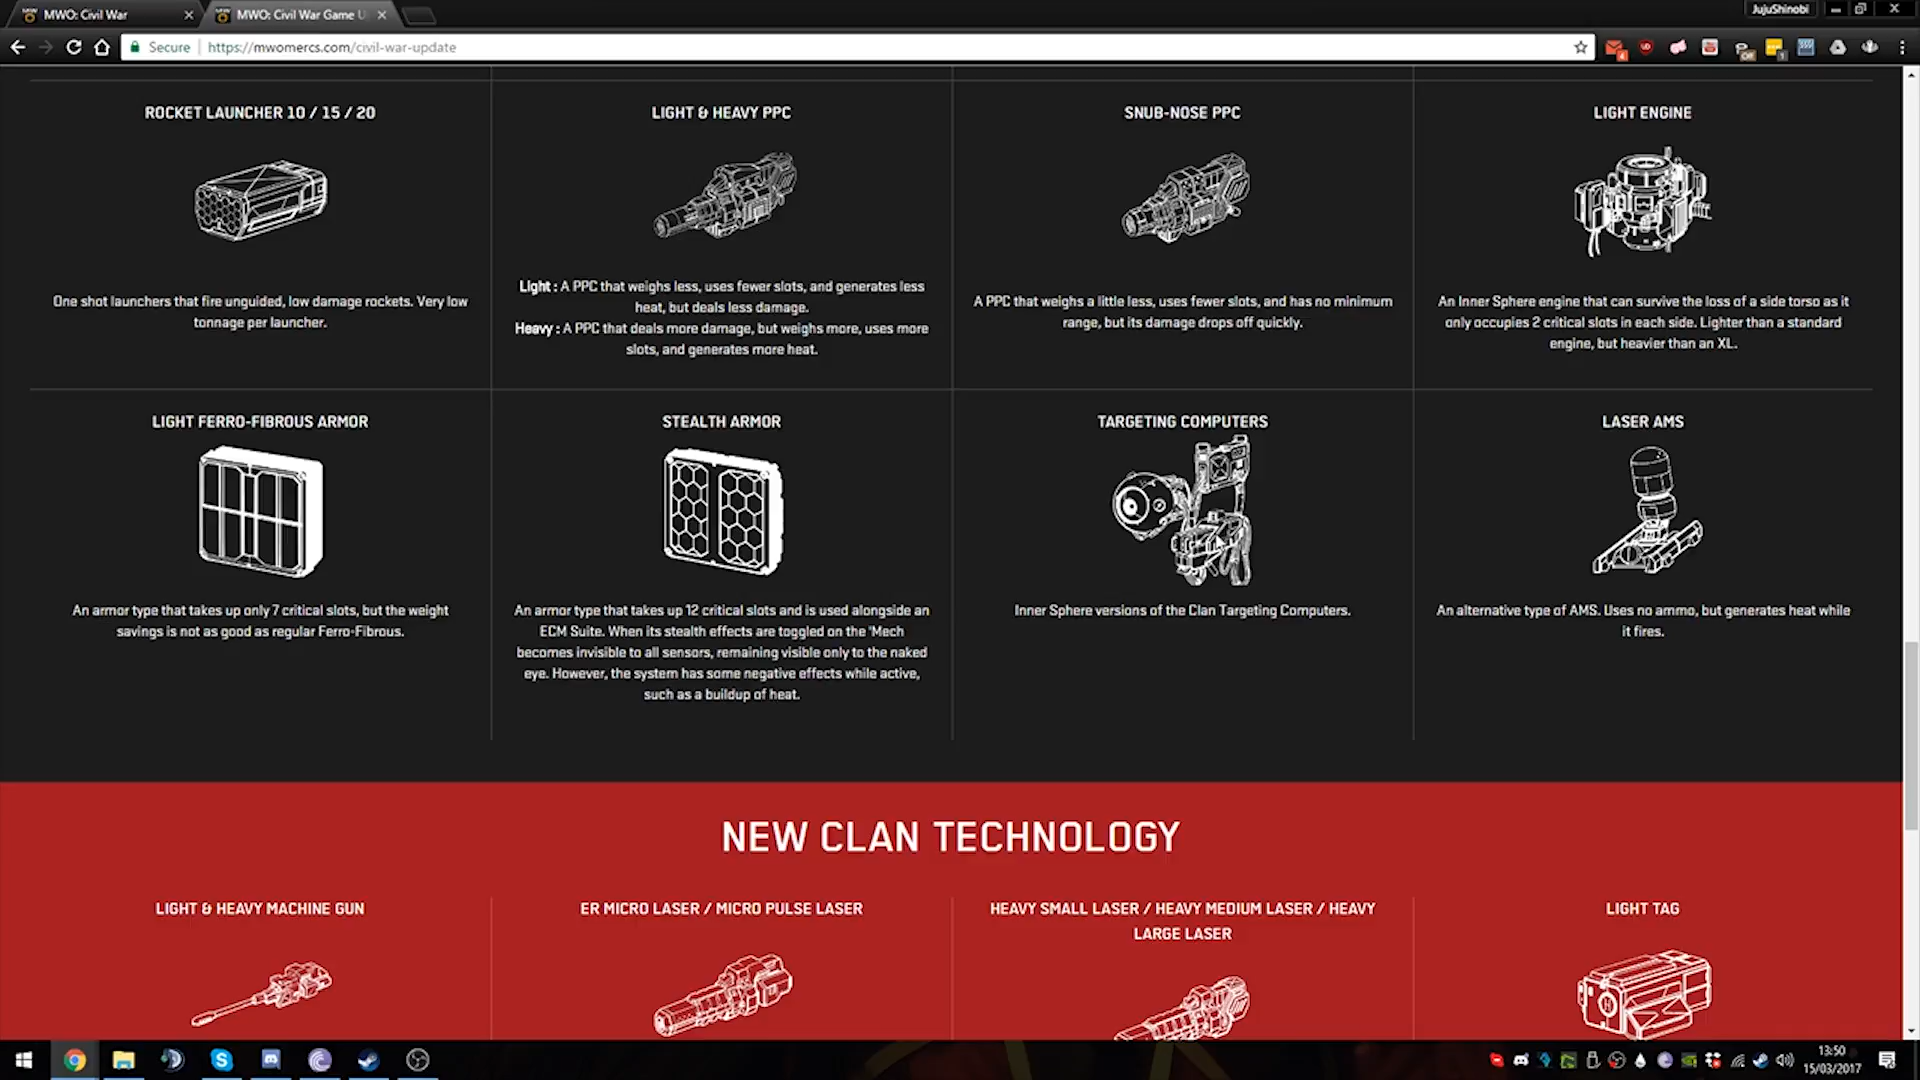 MWO: Civil War
MWO: Civil War Game U
JujuShinobi
Secure
https://mwomercs.com/civil-war-update
ROCKET LAUNCHER 10 / 15 / 20
One shot launchers that fire unguided, low damage rockets. Very low
tonnage per launcher.
LIGHT & HEAVY PPC
Light : A PPC that weighs less, uses fewer slots, and generates less
heat, but deals less damage.
Heavy : A PPC that deals more damage, but weighs more, uses more
slots, and generates more heat.
SNUB-NOSE PPC
A PPC that weighs a little less, uses fewer slots, and has no minimum
range, but its damage drops off quickly.
LIGHT ENGINE
An Inner Sphere engine that can survive the loss of a side torso as it
only occupies 2 critical slots in each side. Lighter than a standard
engine, but heavier than an XL.
LIGHT FERRO-FIBROUS ARMOR
An armor type that takes up only 7 critical slots, but the weight
savings is not as good as regular Ferro-Fibrous.
STEALTH ARMOR
An armor type that takes up 12 critical slots and is used alongside an
ECM Suite. When its stealth effects are toggled on the 'Mech
becomes invisible to all sensors, remaining visible only to the naked
eye. However, the system has some negative effects while active,
such as a buildup of heat.
TARGETING COMPUTERS
Inner Sphere versions of the Clan Targeting Computers.
LASER AMS
An alternative type of AMS. Uses no ammo, but generates heat while
it fires.
NEW CLAN TECHNOLOGY
LIGHT & HEAVY MACHINE GUN
ER MICRO LASER / MICRO PULSE LASER
HEAVY SMALL LASER / HEAVY MEDIUM LASER / HEAVY
LARGE LASER
LIGHT TAG
13:50
15/03/2017